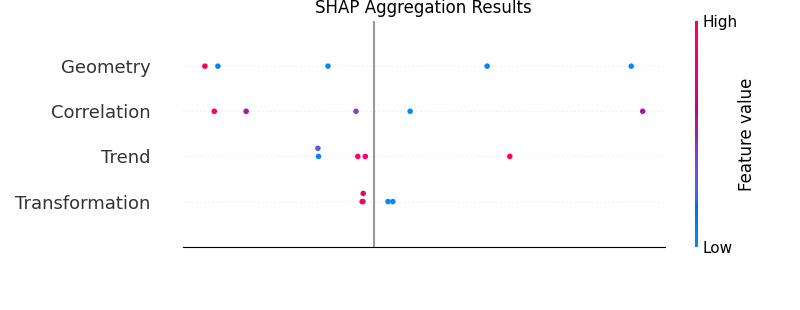 SHAP Aggregation Results
High
Geometry
Correlation
Trend
Transformation
Feature value
Low